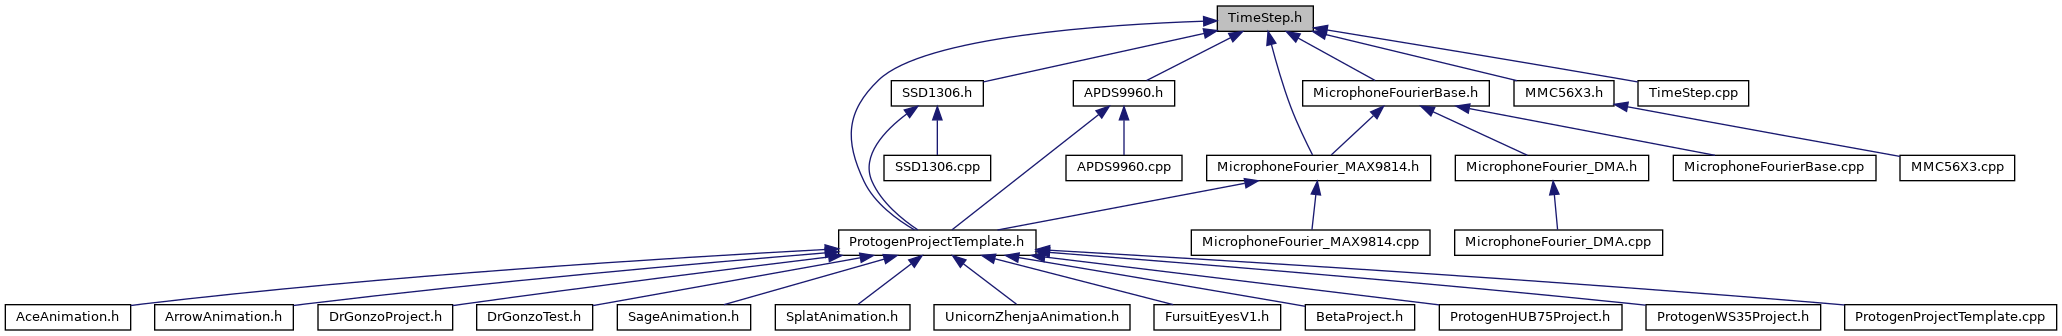 TimeStep.h
SSD1306.h
APDS9960.h
MicrophoneFourierBase.h
MMC56X3.h
TimeStep.cpp
SSD1306.cpp
APDS9960.cpp
MicrophoneFourier_MAX9814.h
MicrophoneFourier_DMA.h
MicrophoneFourierBase.cpp
MMC56X3.cpp
ProtogenProjectTemplate.h
MicrophoneFourier_MAX9814.cpp
MicrophoneFourier_DMA.cpp
AceAnimation.h
ArrowAnimation.h
DrGonzoProject.h
DrGonzoTest.h
SageAnimation.h
SplatAnimation.h
UnicornZhenjaAnimation.h
FursuitEyesV1.h
BetaProject.h
ProtogenHUB75Project.h
ProtogenWS35Project.h
ProtogenProjectTemplate.cpp